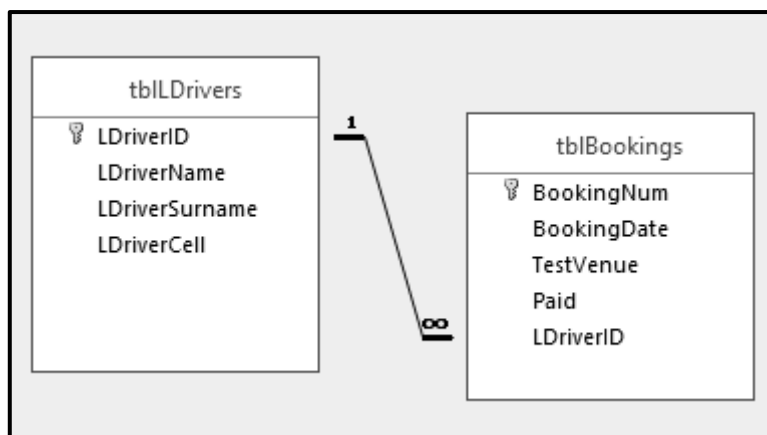 tblLDrivers
LDriverID
LDriverName
LDriverSurname
LDriverCell
1
∞
tblBookings
BookingNum
BookingDate
TestVenue
Paid
LDriverID